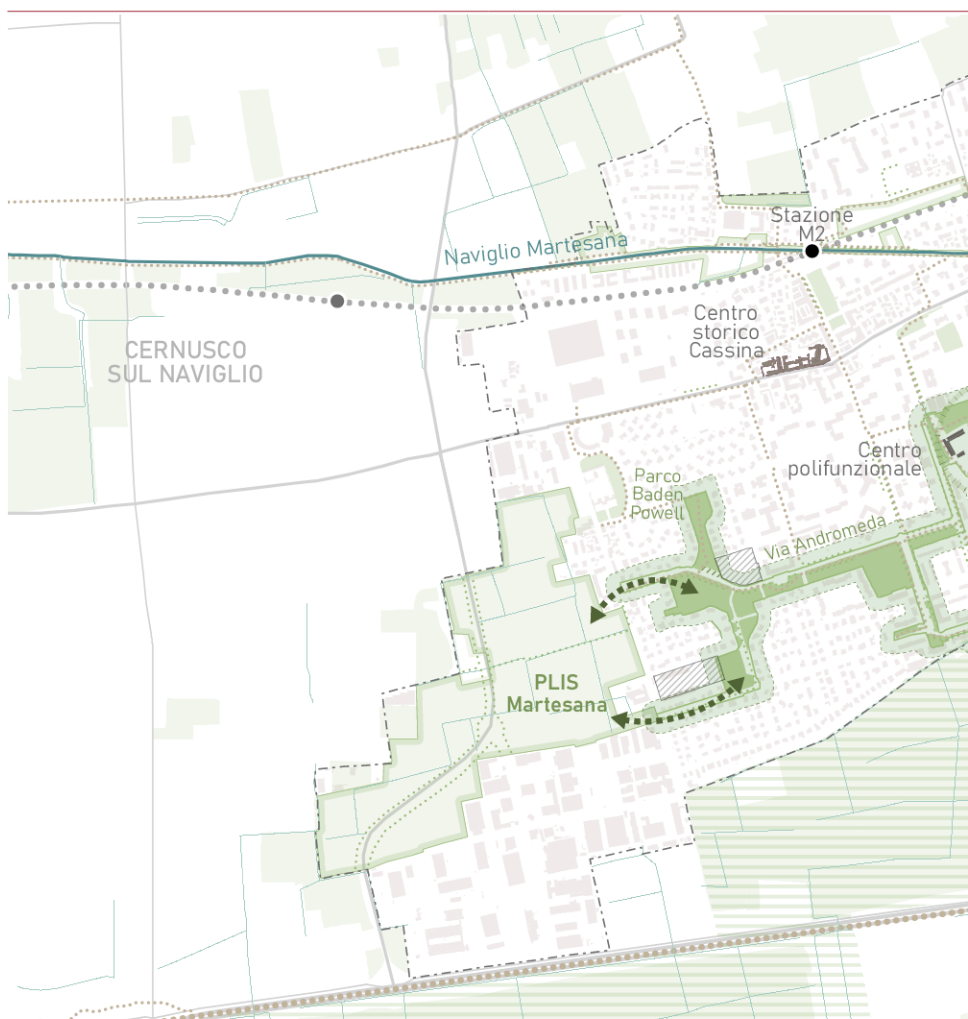 Stazione
M2
Naviglio Martesana
Centro
storico
Cassina
CERNUSCO
SUL NAVIGLIO
Centro
polifunzionale
Parco
Baden
Powell
Via Andromeda
PLIS
Martesana